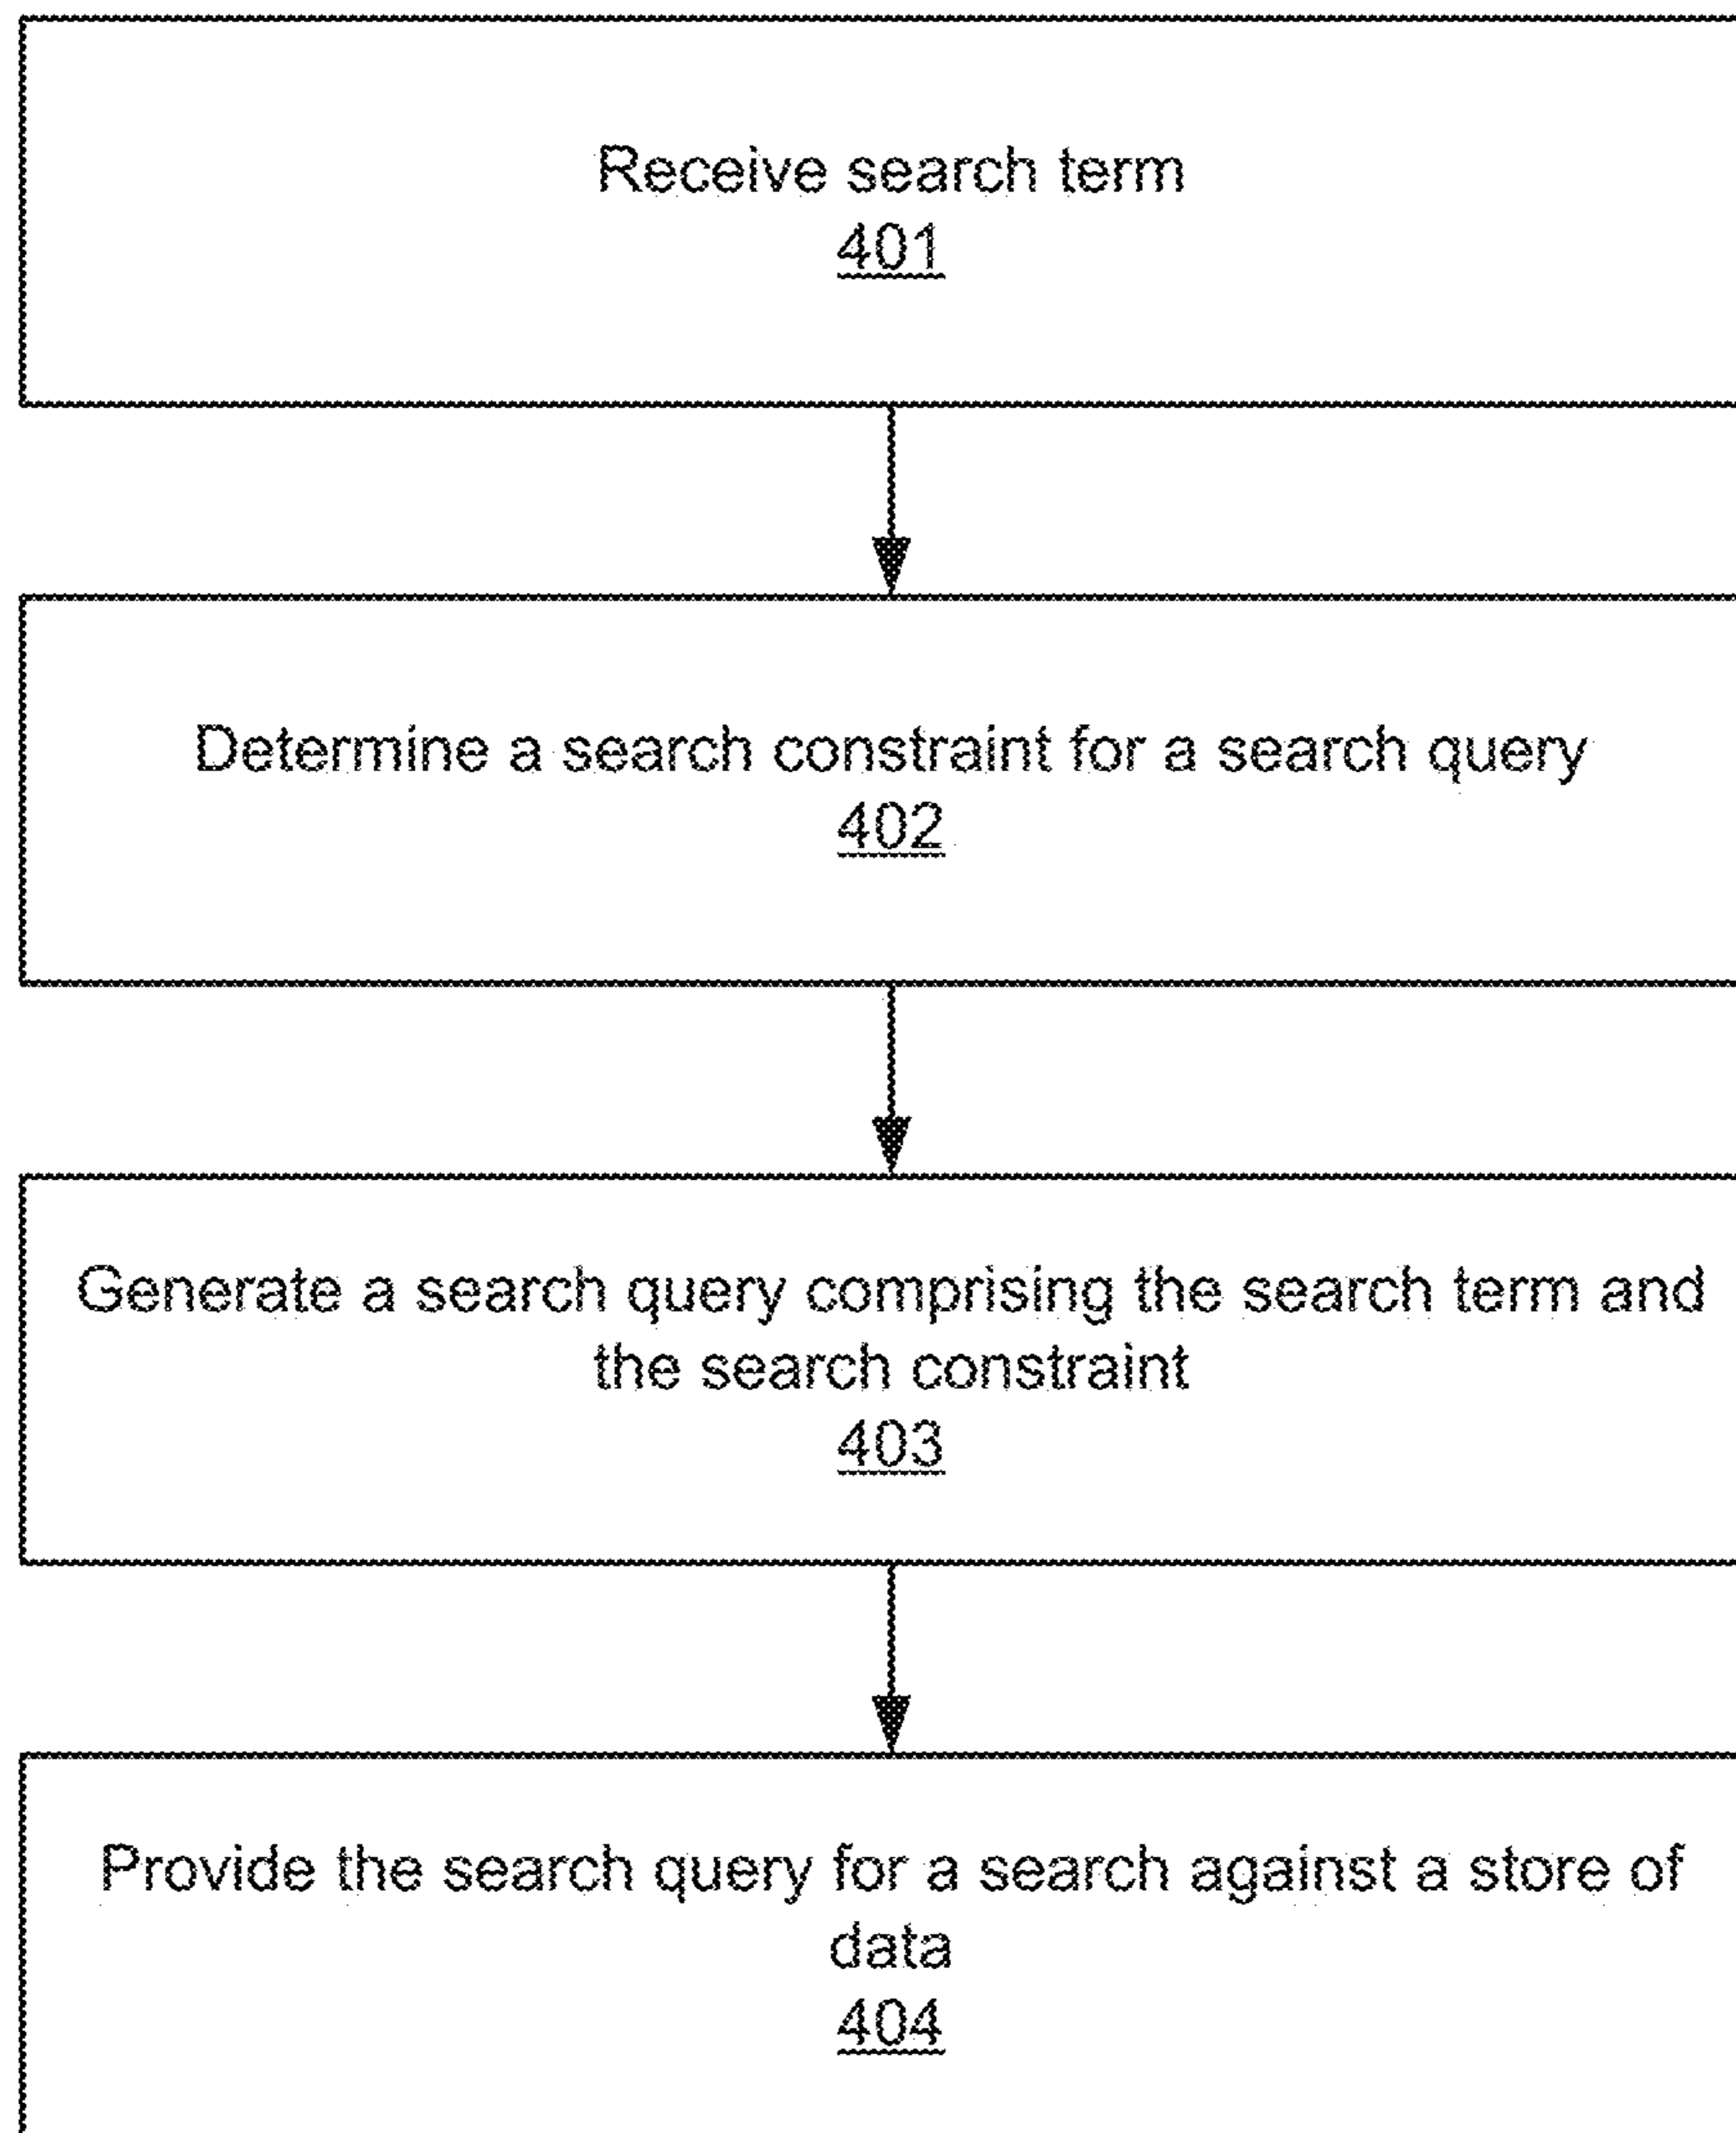 Receive search term
401
Determine a search constraint for a search query
402
Generate a search query comprising the search term and
the search constraint
403
Provide the search query for a search against a store of
data
404